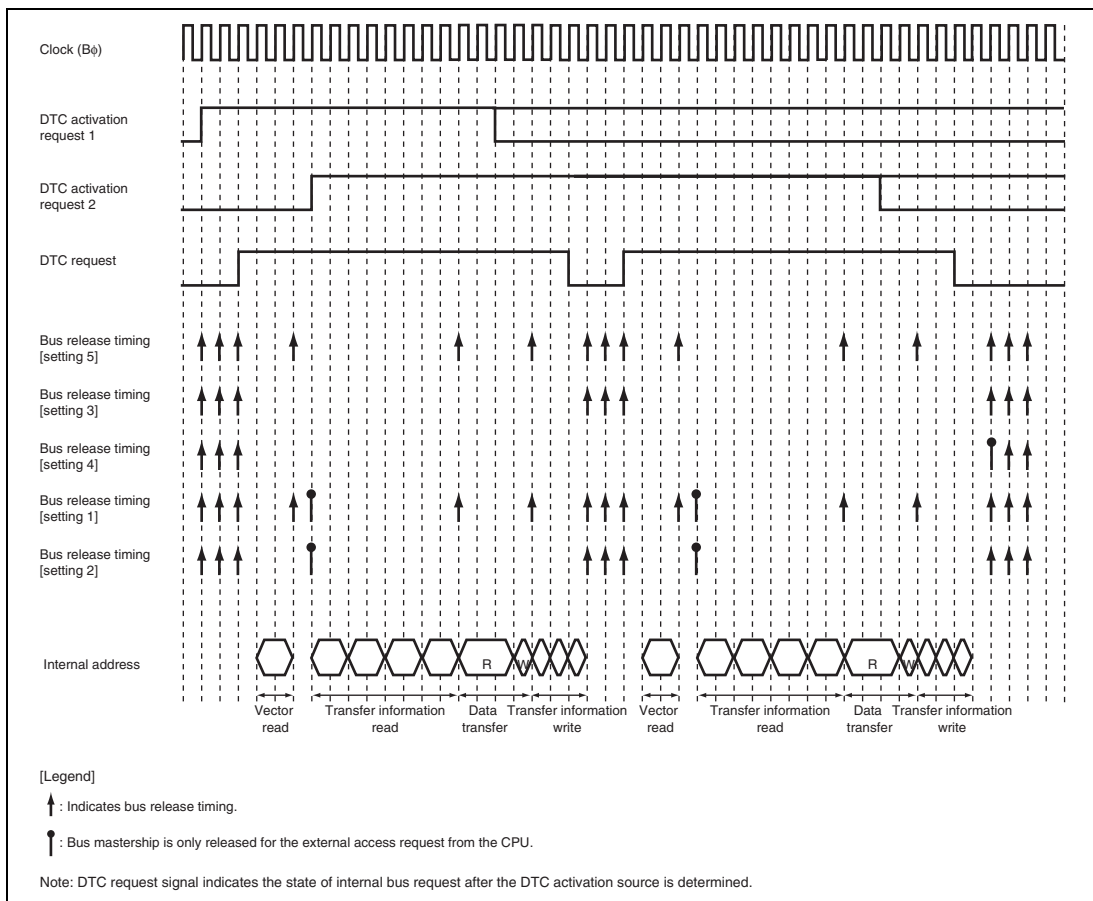 Clock (Bϕ)
DTC activation
request 1
DTC activation
request 2
DTC request
Bus release timing
[setting 5]
Bus release timing
[setting 3]
Bus release timing
[setting 4]
Bus release timing
[setting 1]
Bus release timing
[setting 2]
Internal address
R
W
R
W
Vector
read
Transfer information
read
Data
transfer
Transfer information
write
Vector
read
Transfer information
read
Data
transfer
Transfer information
write
[Legend]
: Indicates bus release timing.
: Bus mastership is only released for the external access request from the CPU.
Note: DTC request signal indicates the state of internal bus request after the DTC activation source is determined.